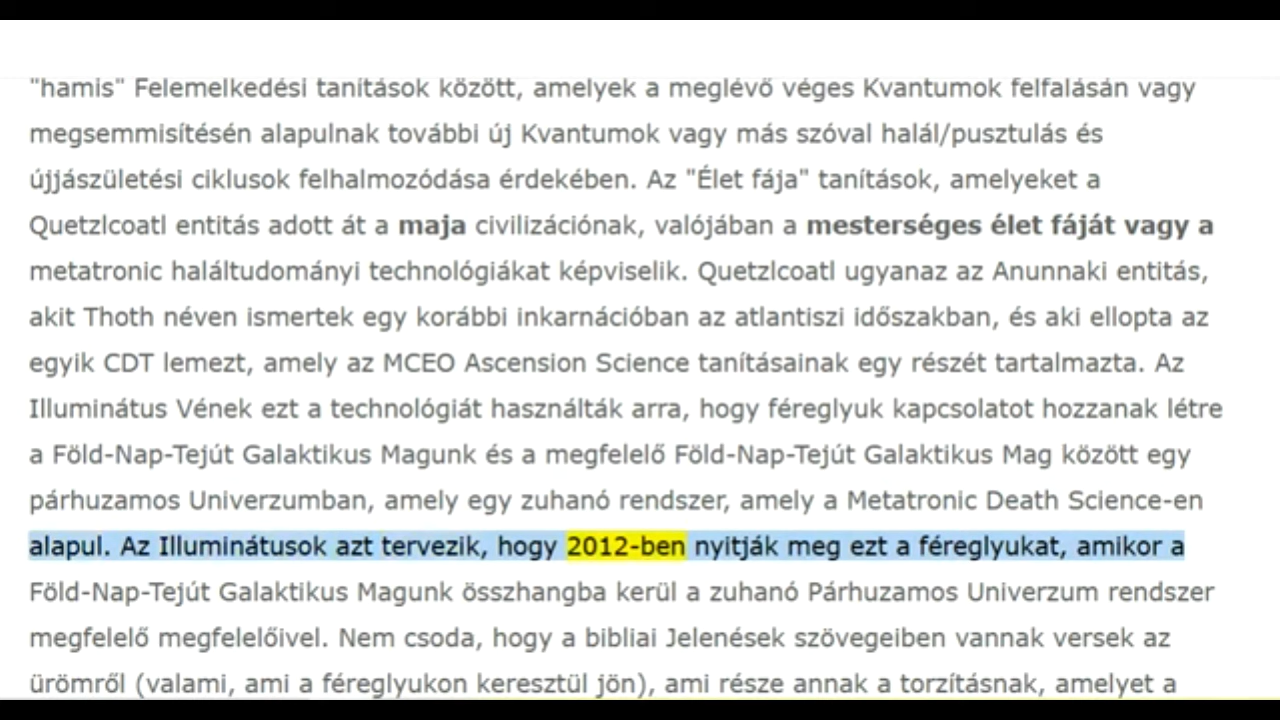 "hamis" Felemelkedési tanítások között, amelyek a meglévő véges Kvantumok felfalásán vagy
megsemmisítésén alapulnak további új Kvantumok vagy más szóval halál/pusztulás és
újjászületési ciklusok felhalmozódása érdekében. Az "Élet fája" tanítások, amelyeket a
Quetzlcoatl entitás adott át a maja civilizációnak, valójában a mesterséges élet fáját vagy a
metatronic haláltudományi technológiákat képviselik. Quetzlcoatl ugyanaz az Anunnaki entitás,
akit Thoth néven ismertek egy korábbi inkarnációban az atlantiszi időszakban, és aki ellopta az
egyik CDT lemezt, amely az MCEO Ascension Science tanításainak egy részét tartalmazta. Az
Illuminátus Vének ezt a technológiát használták arra, hogy féreglyuk kapcsolatot hozzanak létre
a Föld-Nap-Tejút Galaktikus Magunk és a megfelelő Föld-Nap-Tejút Galaktikus Mag között egy
párhuzamos Univerzumban, amely egy zuhanó rendszer, amely a Metatronic Death Science-en
alapul. Az Illuminátusok azt tervezik, hogy 2012-ben nyitják meg ezt a féreglyukat, amikor a
Föld-Nap-Tejút Galaktikus Magunk összhangba kerül a zuhanó Párhuzamos Univerzum rendszer
megfelelő megfelelőivel. Nem csoda, hogy a bibliai Jelenések szövegeiben vannak versek az
ürömről (valami, ami a féreglyukon keresztül jön), ami része annak a torzításnak, amelyet a